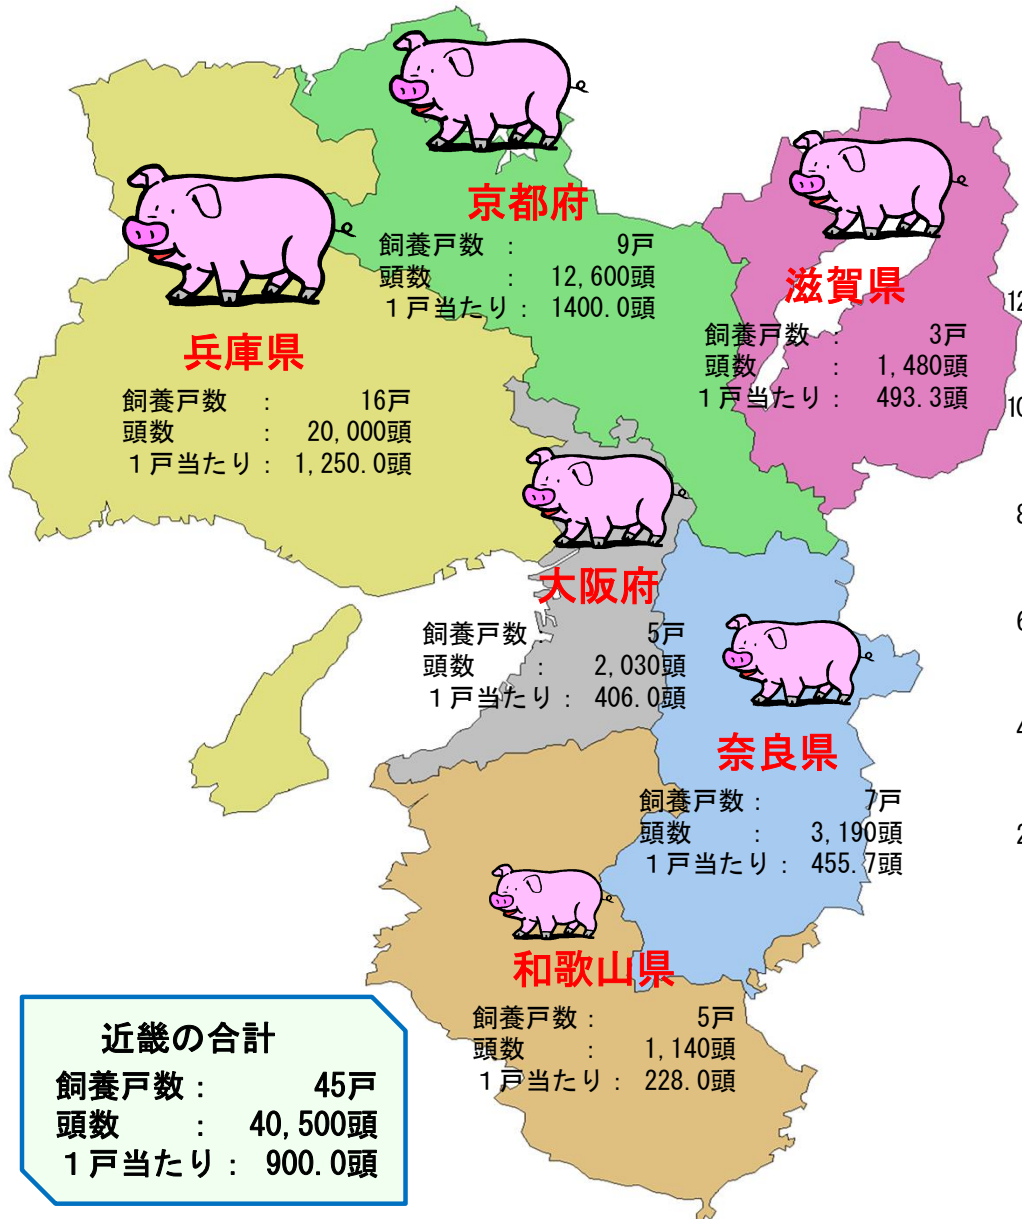 京都府
飼養戸数 : 9戸
頭数 : 12,600頭
1戸当たり: 1400.0頭
滋賀県
飼養戸数 : 3戸
頭数 : 1,480頭
1戸当たり: 493.3頭
兵庫県
飼養戸数 : 16戸
頭数 : 20,000頭
1戸当たり: 1,250.0頭
大阪府
飼養戸数: 5戸
頭数 : 2,030頭
1戸当たり: 406.0頭
奈良県
飼養戸数: 7戸
頭数 : 3,190頭
1戸当たり: 455.7頭
和歌山県
飼養戸数: 5戸
頭数 : 1,140頭
1戸当たり: 228.0頭
近畿の合計
飼養戸数: 45戸
頭数 : 40,500頭
1戸当たり: 900.0頭
12
10
8
6
4
2